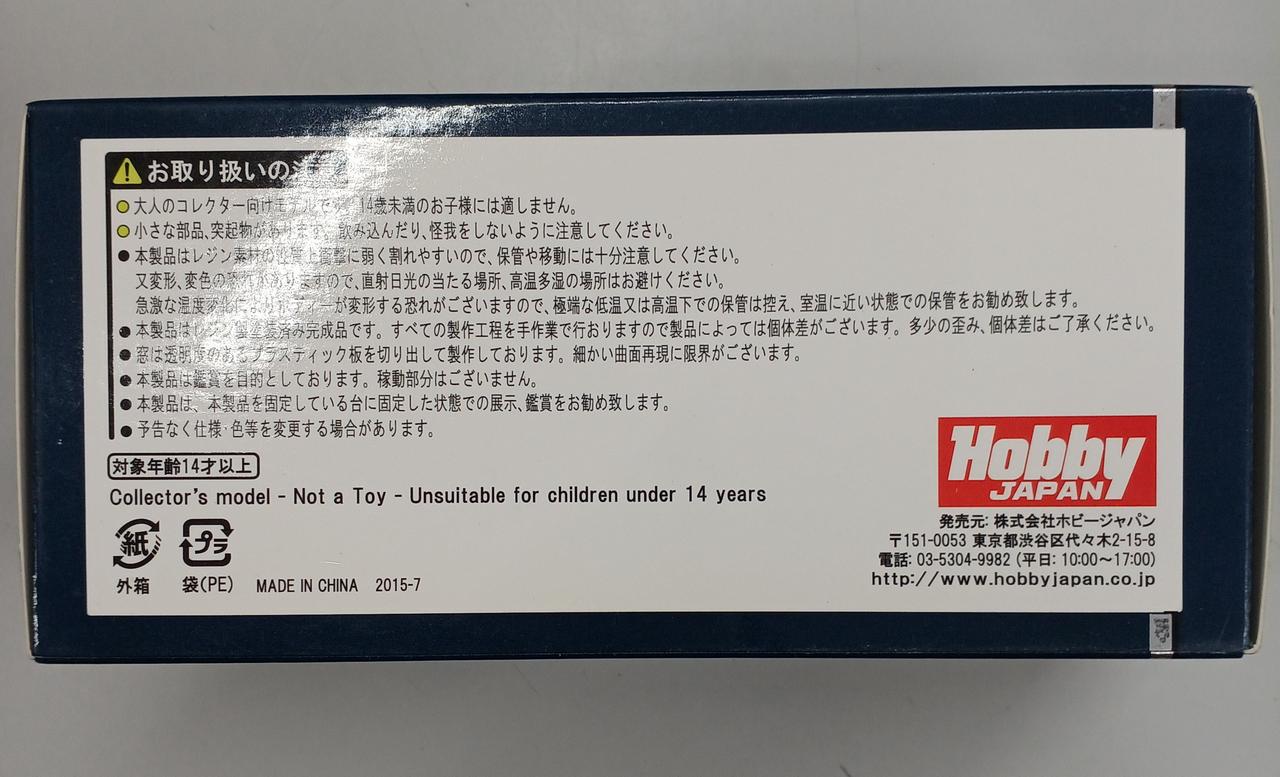 お取り扱いの注
大人のコレクター向けモデルです。14歳未満のお子様には適しません。
小さな部品、突起物があります。飲み込んだり、怪我をしないように注意してください。
本製品はレジン素材の性質上衝撃に弱く割れやすいので、保管や移動には十分注意してください。
又変形、変色の恐れがありますので、直射日光の当たる場所、高温多湿の場所はお避けください。
急激な温度変化によりボディーが変形する恐れがございますので、極端な低温又は高温下での保管は控え、室温に近い状態での保管をお勧め致します。
本製品はレジン製塗装済み完成品です。すべての製作工程を手作業で行おりますので製品によっては個体差がございます。多少の歪み、個体差はご了承ください。
窓は透明度のあるプラスティック板を切り出して製作しております。細かい曲面再現に限界がございます。
本製品は鑑賞を目的としております。稼動部分はございません。
本製品は、本製品を固定している台に固定した状態での展示、鑑賞をお勧め致します。
予告なく仕様・色等を変更する場合があります。
対象年齢14才以上
Collector's model - Not a Toy - Unsuitable for children under 14 years
紙 プラ
外箱 袋(PE) MADE IN CHINA 2015-7
Hobby
JAPAN
発売元: 株式会社ホビージャパン
〒151-0053 東京都渋谷区代々木2-15-8
電話: 03-5304-9982 (平日: 10:00～17:00)
http://www.hobbyjapan.co.jp